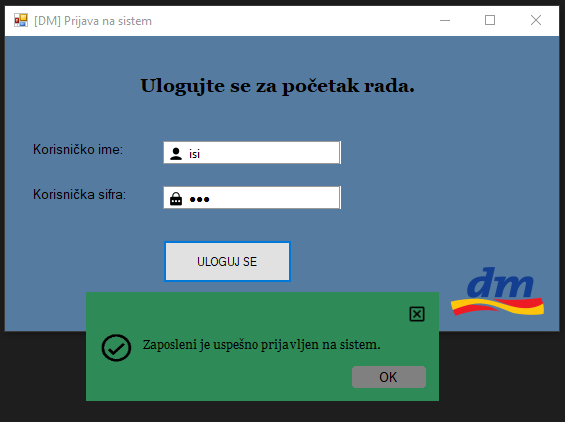 [DM] Prijava na sistem
Ulogujte se za početak rada.
Korisničko ime:
isi
Korisnička sifra:
●●●
ULOGUJ SE
dm
Zaposleni je uspešno prijavljen na sistem.
OK